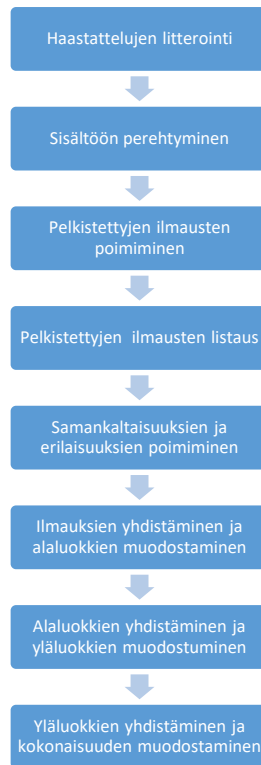 Haastattelujen litterointi
Sisältöön perehtyminen
Pelkistettyjen ilmausten
poimiminen
Pelkistettyjen ilmausten listaus
Samankaltaisuuksien ja
erilaisuuksien poimiminen
Ilmauksien yhdistäminen ja
alaluokkien muodostaminen
Alaluokkien yhdistäminen ja
yläluokkien muodostuminen
Yläluokkien yhdistäminen ja
kokonaisuuden muodostaminen